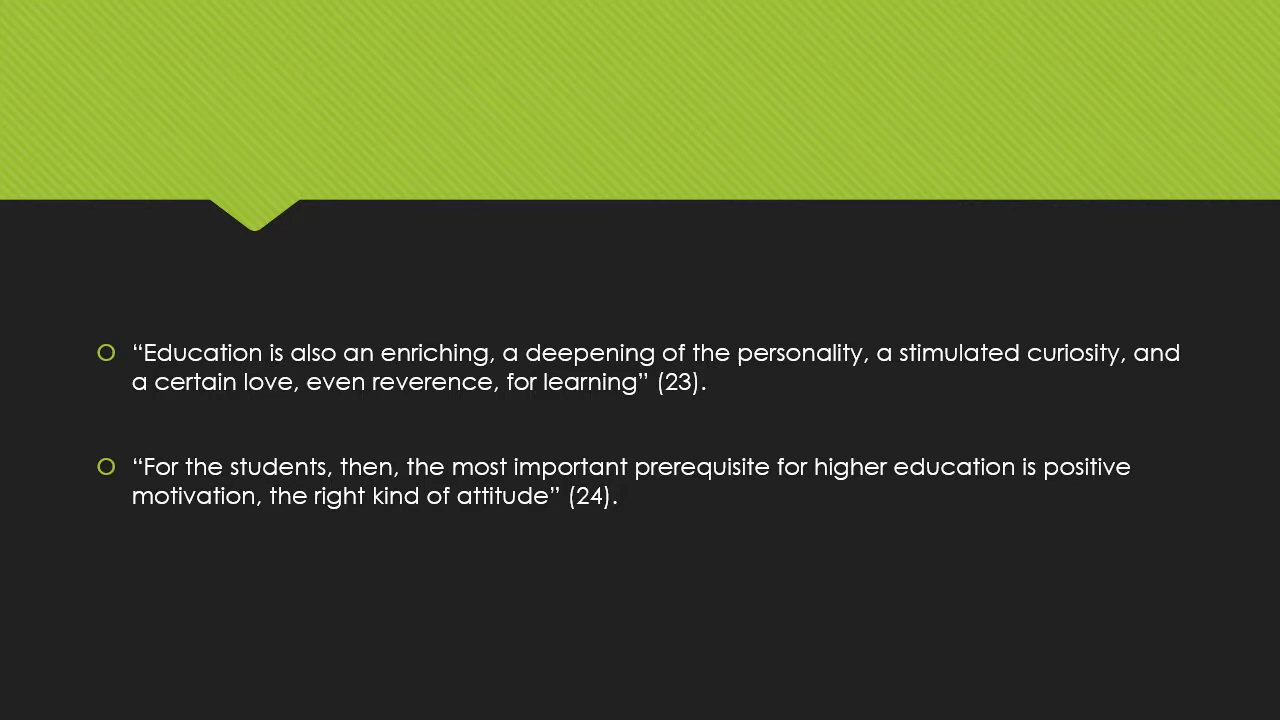 “Education is also an enriching, a deepening of the personality, a stimulated curiosity, and
a certain love, even reverence, for learning” (23).
“For the students, then, the most important prerequisite for higher education is positive
motivation, the right kind of attitude” (24).